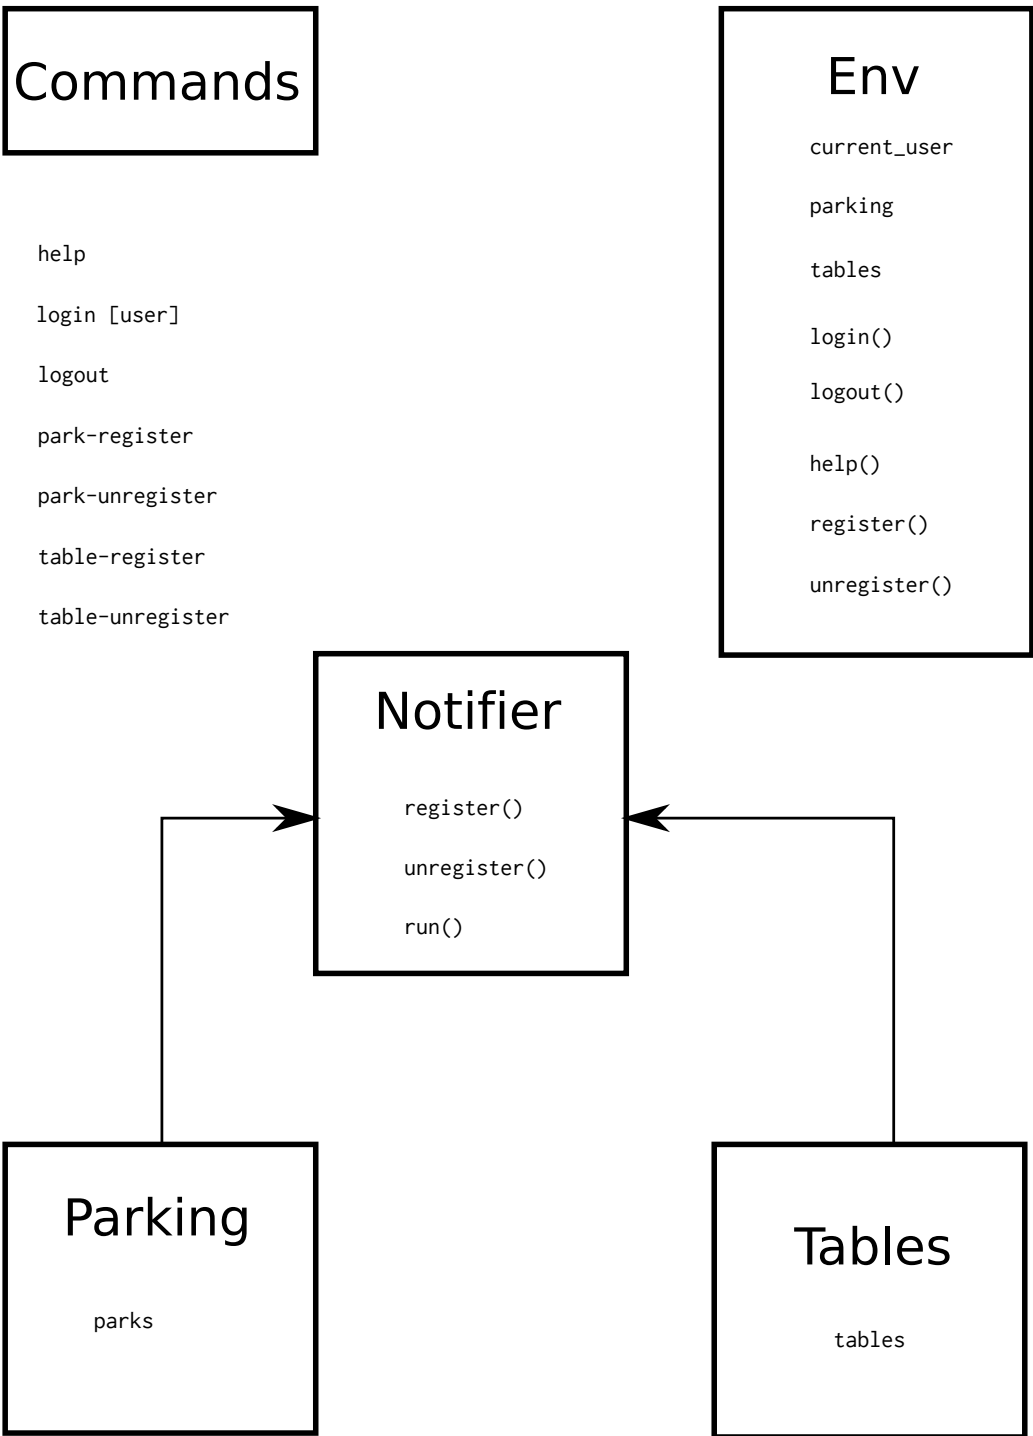 Commands
help
login [user]
logout
park-register
park-unregister
table-register
table-unregister
Env
current_user
parking
tables
login()
logout()
help()
register()
unregister()
Notifier
register()
unregister()
run()
Parking
parks
Tables
tables